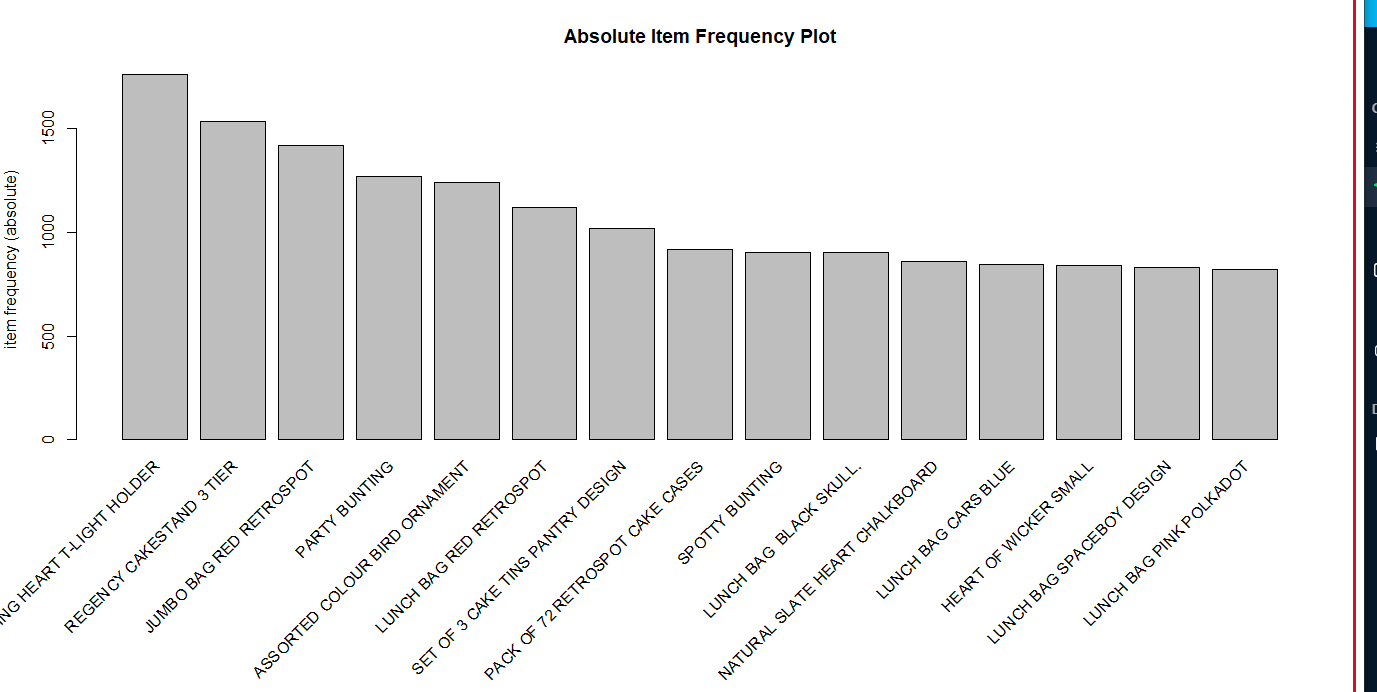 Absolute Item Frequency Plot
item frequency (absolute)
1500
1000
500
0
HEART T-LIGHT HOLDER
REGENCY CAKESTAND 3 TIER
JUMBO BAG RED RETROSPOT
PARTY BUNTING
ASSORTED COLOUR BIRD ORNAMENT
LUNCH BAG RED RETROSPOT
SET OF 3 CAKE TINS PANTRY DESIGN
PACK OF 72 RETROSPOT CAKE CASES
SPOTTY BUNTING
LUNCH BAG  BLACK SKULL.
NATURAL SLATE HEART CHALKBOARD
LUNCH BAG CARS BLUE
HEART OF WICKER SMALL
LUNCH BAG SPACEBOY DESIGN
LUNCH BAG PINK POLKADOT